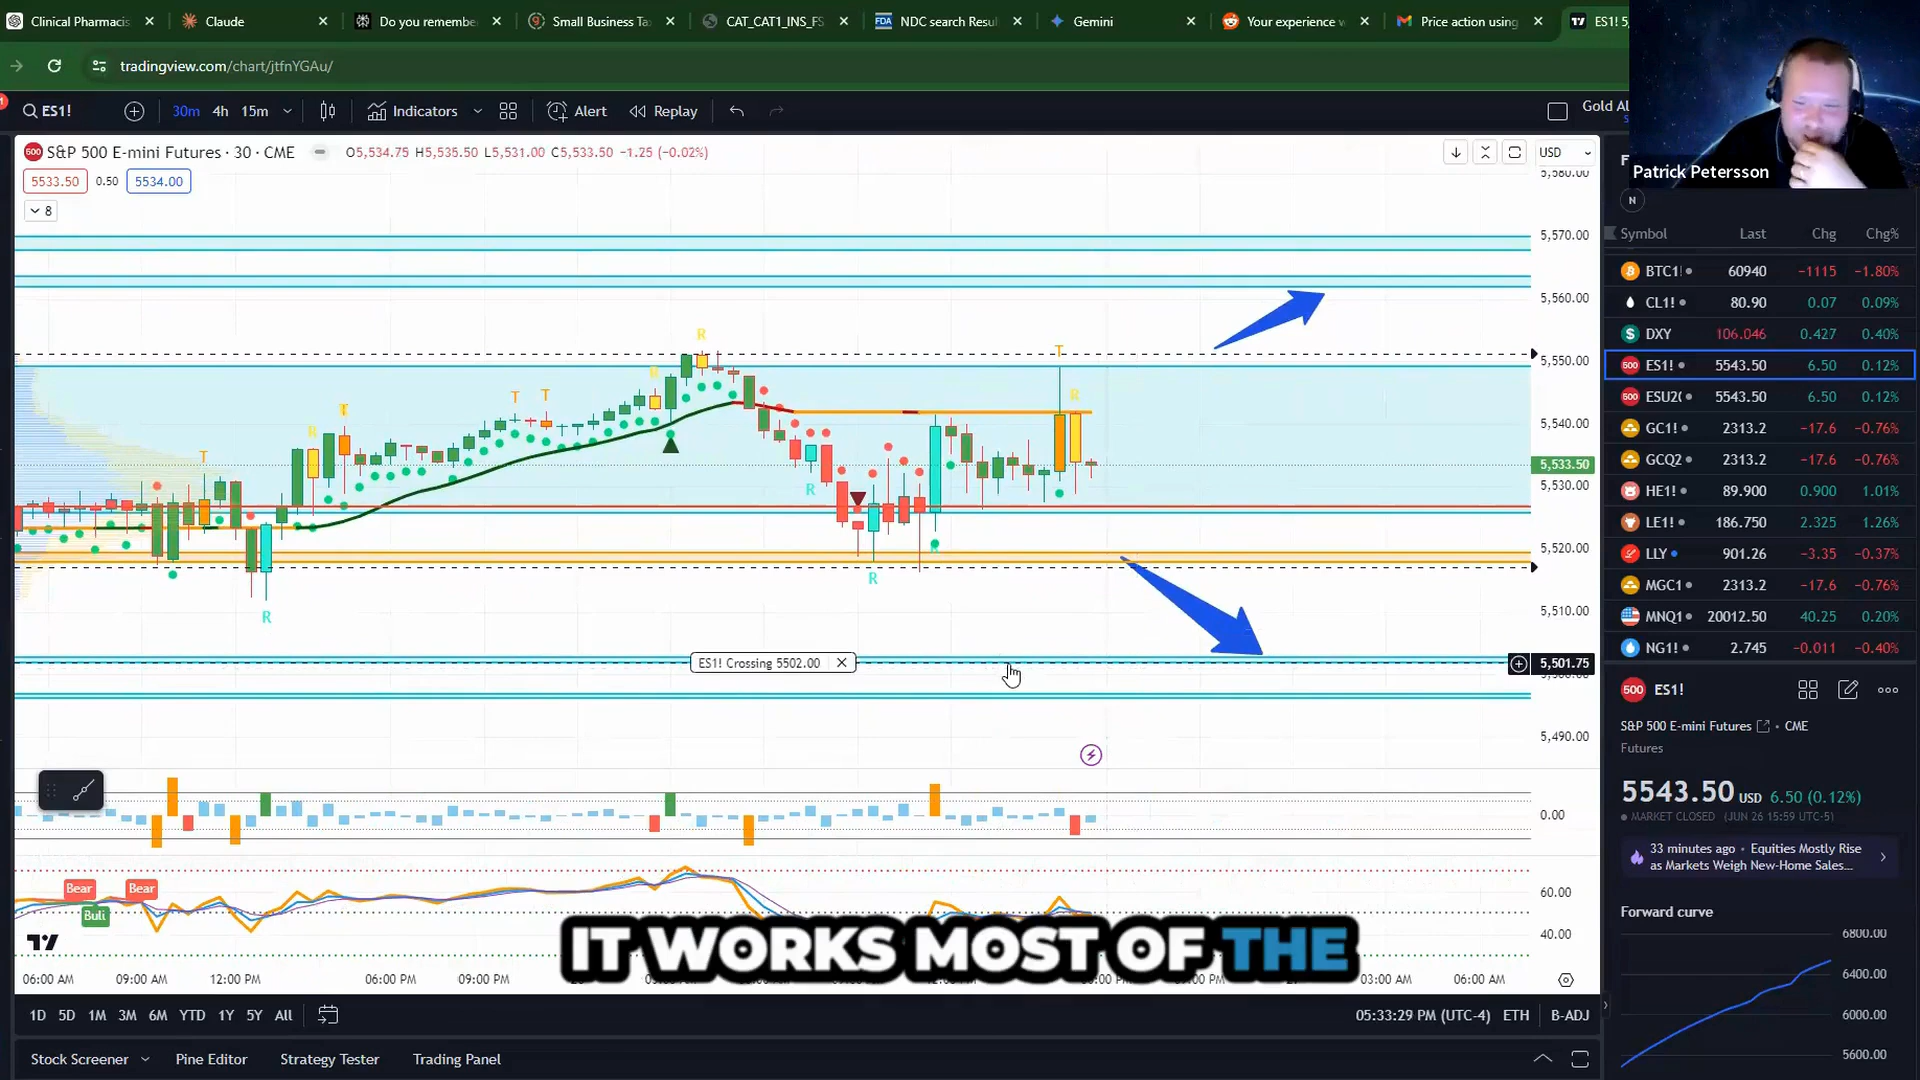 Clinical Pharmacis
Claude
Do you remembe
Small Business Ta
CAT_CAT1_INS_FS
NDC search Resul
Gemini
Your experience w
Price action using
ES1! 5,
tradingview.com/chart/jtfnYGAu/
ES1!
30m 4h 15m
Indicators
Alert
Replay
Gold Al
Patrick Petersson
S&P 500 E-mini Futures · 30 · CME
O5,534.75 H5,535.50 L5,531.00 C5,533.50 −1.25 (−0.02%)
USD
5533.50 0.50 5534.00
8
N
5,580.00
5,570.00
5,560.00
5,550.00
5,540.00
5,533.50
5,530.00
5,520.00
5,510.00
5,501.75
5,490.00
R
T
ES1! Crossing 5502.00
0.00
60.00
40.00
Bear
Bear
Bull
IT WORKS MOST OF THE
06:00 AM 09:00 AM 12:00 PM 06:00 PM 09:00 PM 03:00 AM 06:00 AM
1D 5D 1M 3M 6M YTD 1Y 5Y All
05:33:29 PM (UTC-4) ETH B-ADJ
Stock Screener Pine Editor Strategy Tester Trading Panel
Symbol Last Chg Chg%
BTC1! 60940 −1115 −1.80%
CL1! 80.90 0.07 0.09%
DXY 106.046 0.427 0.40%
ES1! 5543.50 6.50 0.12%
ESU2 5543.50 6.50 0.12%
GC1! 2313.2 −17.6 −0.76%
GCQ2 2313.2 −17.6 −0.76%
HE1! 89.900 0.900 1.01%
LE1! 186.750 2.325 1.26%
LLY 901.26 −3.35 −0.37%
MGC1 2313.2 −17.6 −0.76%
MNQ1 20012.50 40.25 0.20%
NG1! 2.745 −0.011 −0.40%
ES1!
S&P 500 E-mini Futures · CME
Futures
5543.50 USD 6.50 (0.12%)
MARKET CLOSED (JUN 26 15:59 UTC-5)
33 minutes ago · Equities Mostly Rise
as Markets Weigh New-Home Sales...
Forward curve
6800.00
6400.00
6000.00
5600.00